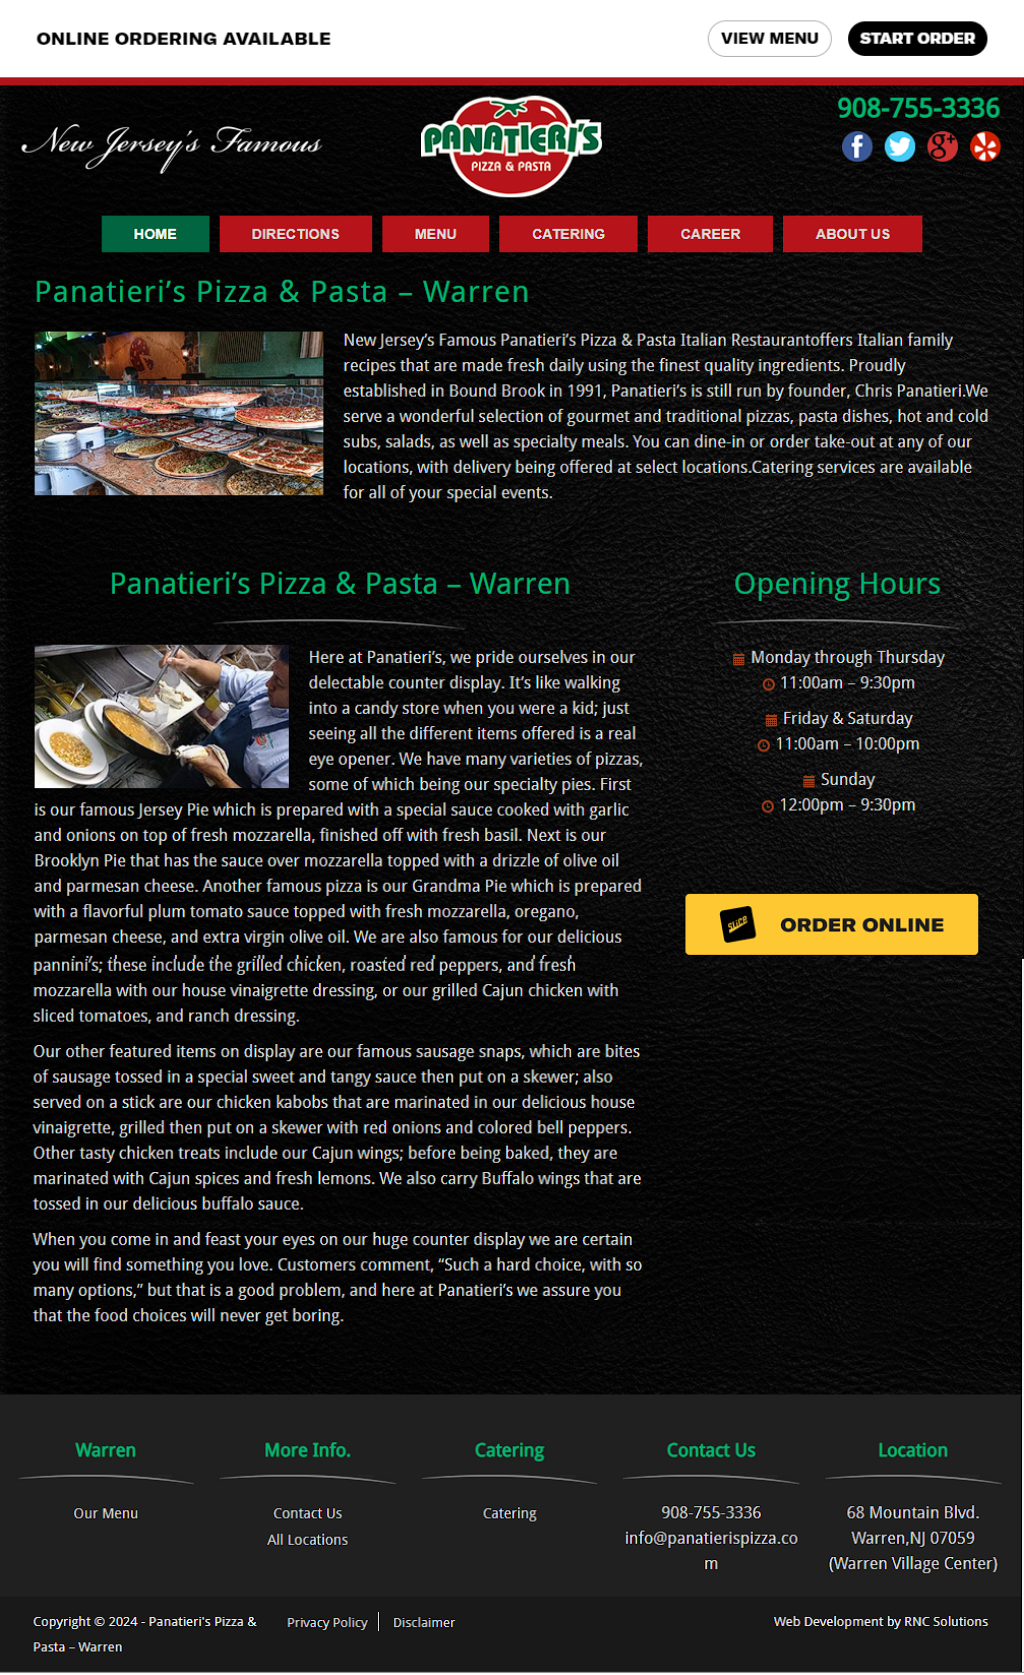 ONLINE ORDERING AVAILABLE
VIEW MENU
START ORDER
908-755-3336
New Jersey's Famous
PANATIERI'S
PIZZA & PASTA
HOME
DIRECTIONS
MENU
CATERING
CAREER
ABOUT US
Panatieri’s Pizza & Pasta – Warren
New Jersey’s Famous Panatieri’s Pizza & Pasta Italian Restaurantoffers Italian family
recipes that are made fresh daily using the finest quality ingredients. Proudly
established in Bound Brook in 1991, Panatieri’s is still run by founder, Chris Panatieri.We
serve a wonderful selection of gourmet and traditional pizzas, pasta dishes, hot and cold
subs, salads, as well as specialty meals. You can dine-in or order take-out at any of our
locations, with delivery being offered at select locations.Catering services are available
for all of your special events.
Panatieri’s Pizza & Pasta – Warren
Here at Panatieri’s, we pride ourselves in our
delectable counter display. It’s like walking
into a candy store when you were a kid; just
seeing all the different items offered is a real
eye opener. We have many varieties of pizzas,
some of which being our specialty pies. First
is our famous Jersey Pie which is prepared with a special sauce cooked with garlic
and onions on top of fresh mozzarella, finished off with fresh basil. Next is our
Brooklyn Pie that has the sauce over mozzarella topped with a drizzle of olive oil
and parmesan cheese. Another famous pizza is our Grandma Pie which is prepared
with a flavorful plum tomato sauce topped with fresh mozzarella, oregano,
parmesan cheese, and extra virgin olive oil. We are also famous for our delicious
pannini’s; these include the grilled chicken, roasted red peppers, and fresh
mozzarella with our house vinaigrette dressing, or our grilled Cajun chicken with
sliced tomatoes, and ranch dressing.
Our other featured items on display are our famous sausage snaps, which are bites
of sausage tossed in a special sweet and tangy sauce then put on a skewer; also
served on a stick are our chicken kabobs that are marinated in our delicious house
vinaigrette, grilled then put on a skewer with red onions and colored bell peppers.
Other tasty chicken treats include our Cajun wings; before being baked, they are
marinated with Cajun spices and fresh lemons. We also carry Buffalo wings that are
tossed in our delicious buffalo sauce.
When you come in and feast your eyes on our huge counter display we are certain
you will find something you love. Customers comment, “Such a hard choice, with so
many options,” but that is a good problem, and here at Panatieri’s we assure you
that the food choices will never get boring.
Opening Hours
Monday through Thursday
11:00am – 9:30pm
Friday & Saturday
11:00am – 10:00pm
Sunday
12:00pm – 9:30pm
SLICE
ORDER ONLINE
Warren
Our Menu
More Info.
Contact Us
All Locations
Catering
Catering
Contact Us
908-755-3336
info@panatierispizza.co
m
Location
68 Mountain Blvd.
Warren,NJ 07059
(Warren Village Center)
Copyright © 2024 - Panatieri's Pizza &
Pasta – Warren
Privacy Policy
Disclaimer
Web Development by RNC Solutions